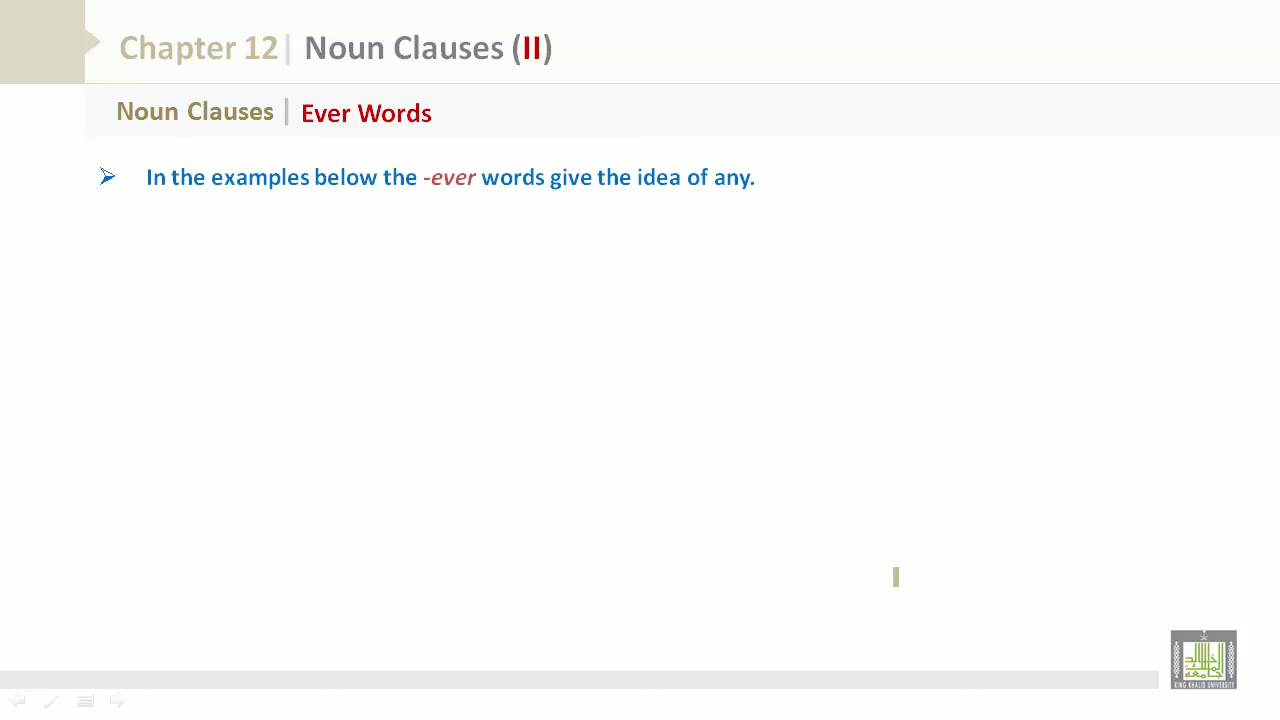 Chapter 12| Noun Clauses (II)
Noun Clauses | Ever Words
In the examples below the -ever words give the idea of any.
KING KHALID UNIVERSITY